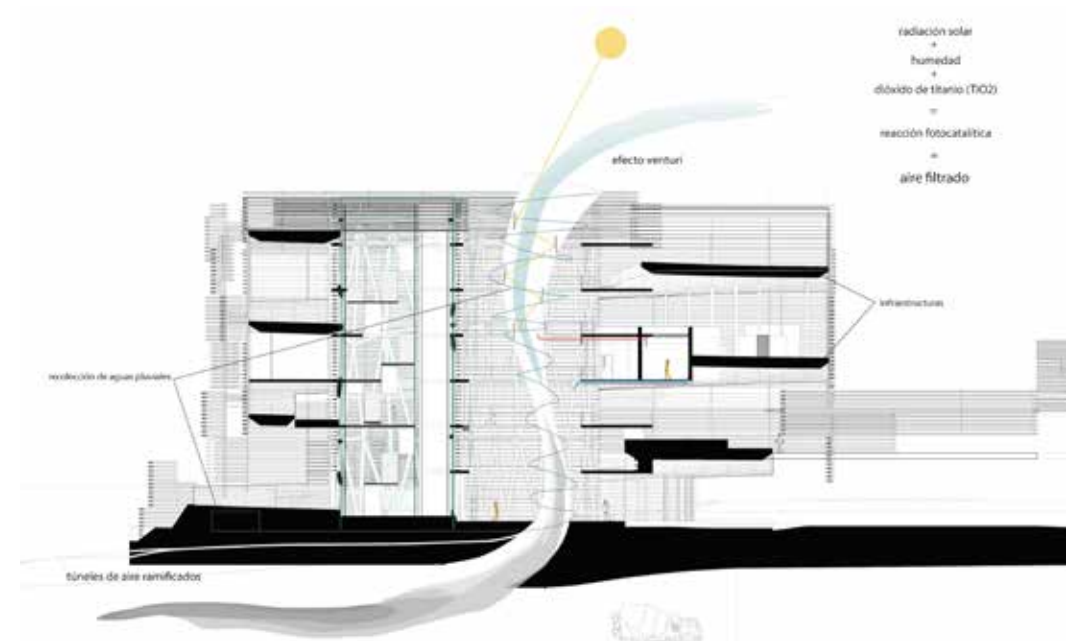 radiación solar
+
humedad
+
dióxido de titanio (TiO2)
=
reacción fotocatalítica
=
aire filtrado
efecto venturi
infraestructuras
recolección de aguas pluviales
túneles de aire ramificados